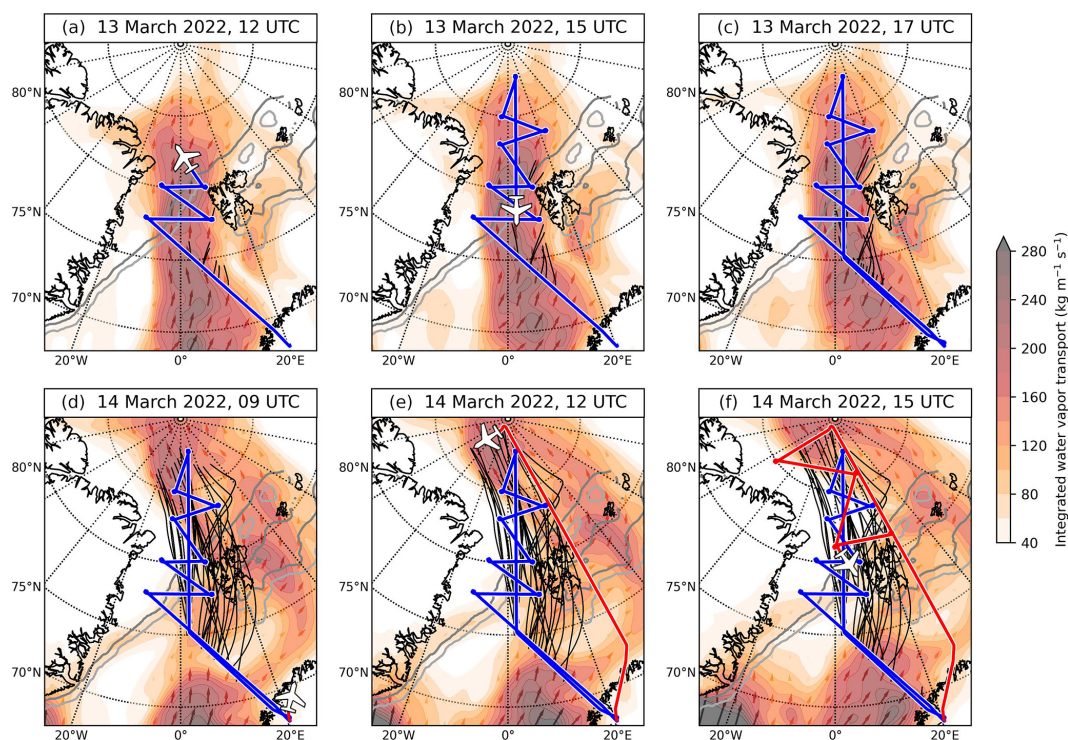 (a) 13 March 2022, 12 UTC
(b) 13 March 2022, 15 UTC
(c) 13 March 2022, 17 UTC
80°N
75°N
70°N
20°W 0° 20°E
20°W 0° 20°E
20°W 0° 20°E
(d) 14 March 2022, 09 UTC
(e) 14 March 2022, 12 UTC
(f) 14 March 2022, 15 UTC
80°N
75°N
70°N
20°W 0° 20°E
20°W 0° 20°E
20°W 0° 20°E
80°N
75°N
70°N
80°N
75°N
70°N
80°N
75°N
70°N
80°N
75°N
70°N
280
240
200
160
120
80
40
Integrated water vapor transport (kg m⁻¹ s⁻¹)